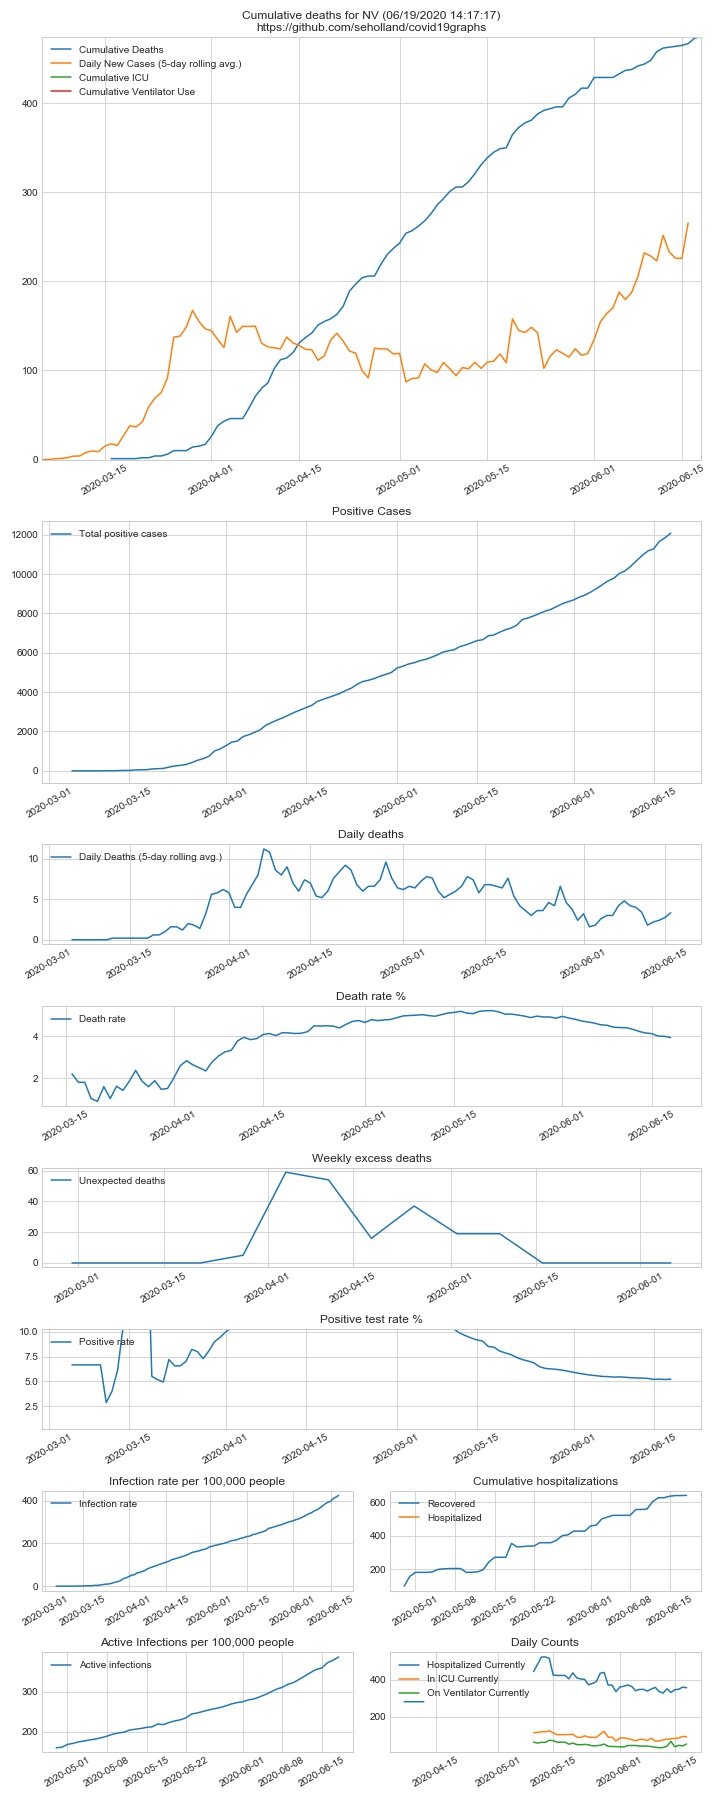 Cumulative deaths for NV (06/19/2020 14:17:17)
https://github.com/seholland/covid19graphs
Cumulative Deaths
Daily New Cases (5-day rolling avg.)
Cumulative ICU
Cumulative Ventilator Use
400
300
200
100
0
2020-03-15 2020-04-01 2020-04-15 2020-05-01 2020-05-15 2020-06-01 2020-06-15
Positive Cases
Total positive cases
12000
10000
8000
6000
4000
2000
0
2020-03-01 2020-03-15 2020-04-01 2020-04-15 2020-05-01 2020-05-15 2020-06-01 2020-06-15
Daily deaths
Daily Deaths (5-day rolling avg.)
10
5
0
2020-03-01 2020-03-15 2020-04-01 2020-04-15 2020-05-01 2020-05-15 2020-06-01 2020-06-15
Death rate %
Death rate
4
2
2020-03-15 2020-04-01 2020-04-15 2020-05-01 2020-05-15 2020-06-01 2020-06-15
Weekly excess deaths
Unexpected deaths
60
40
20
0
2020-03-01 2020-03-15 2020-04-01 2020-04-15 2020-05-01 2020-05-15 2020-06-01
Positive test rate %
Positive rate
10.0
7.5
5.0
2.5
2020-03-01 2020-03-15 2020-04-01 2020-04-15 2020-05-01 2020-05-15 2020-06-01 2020-06-15
Infection rate per 100,000 people
Infection rate
400
200
0
2020-03-01 2020-03-15 2020-04-01 2020-04-15 2020-05-01 2020-05-15 2020-06-01 2020-06-15
Cumulative hospitalizations
Recovered
Hospitalized
600
400
200
2020-05-01 2020-05-08 2020-05-15 2020-05-22 2020-06-01 2020-06-08 2020-06-15
Active Infections per 100,000 people
Active infections
300
200
2020-05-01 2020-05-08 2020-05-15 2020-05-22 2020-06-01 2020-06-08 2020-06-15
Daily Counts
Hospitalized Currently
In ICU Currently
On Ventilator Currently
400
200
2020-04-15 2020-05-01 2020-05-15 2020-06-01 2020-06-15